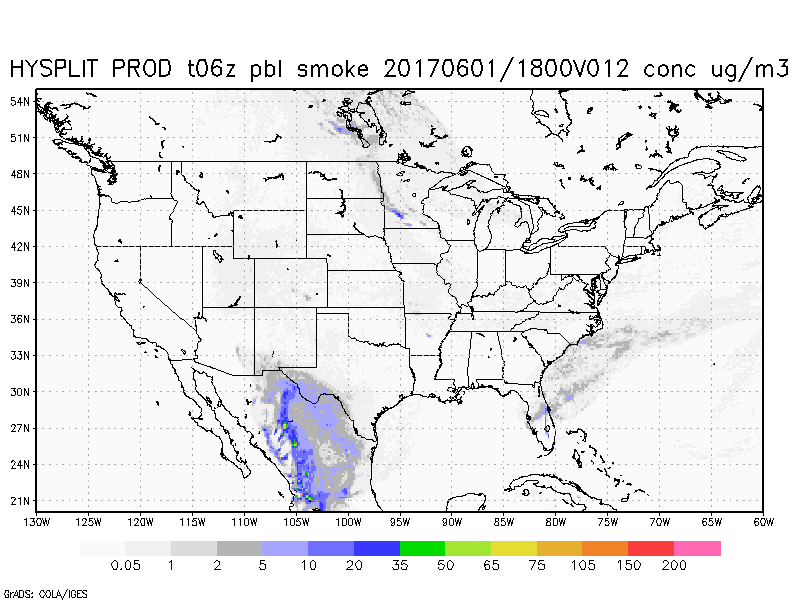 HYSPLIT PROD t06z pbl smoke 20170601/1800V012 conc ug/m3
54N
51N
48N
45N
42N
39N
36N
33N
30N
27N
24N
21N
130W 125W 120W 115W 110W 105W 100W 95W 90W 85W 80W 75W 70W 65W 60W
0.05 1 2 5 10 20 35 50 65 75 105 150 200
GrADS: COLA/IGES